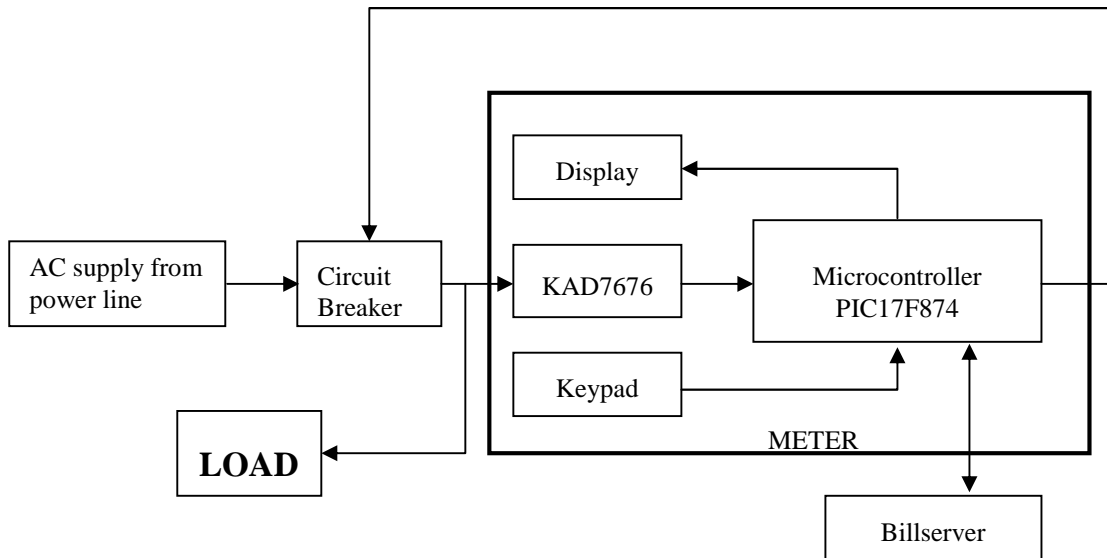 Display
AC supply from
power line
Circuit
Breaker
KAD7676
Microcontroller
PIC17F874
Keypad
LOAD
METER
Billserver